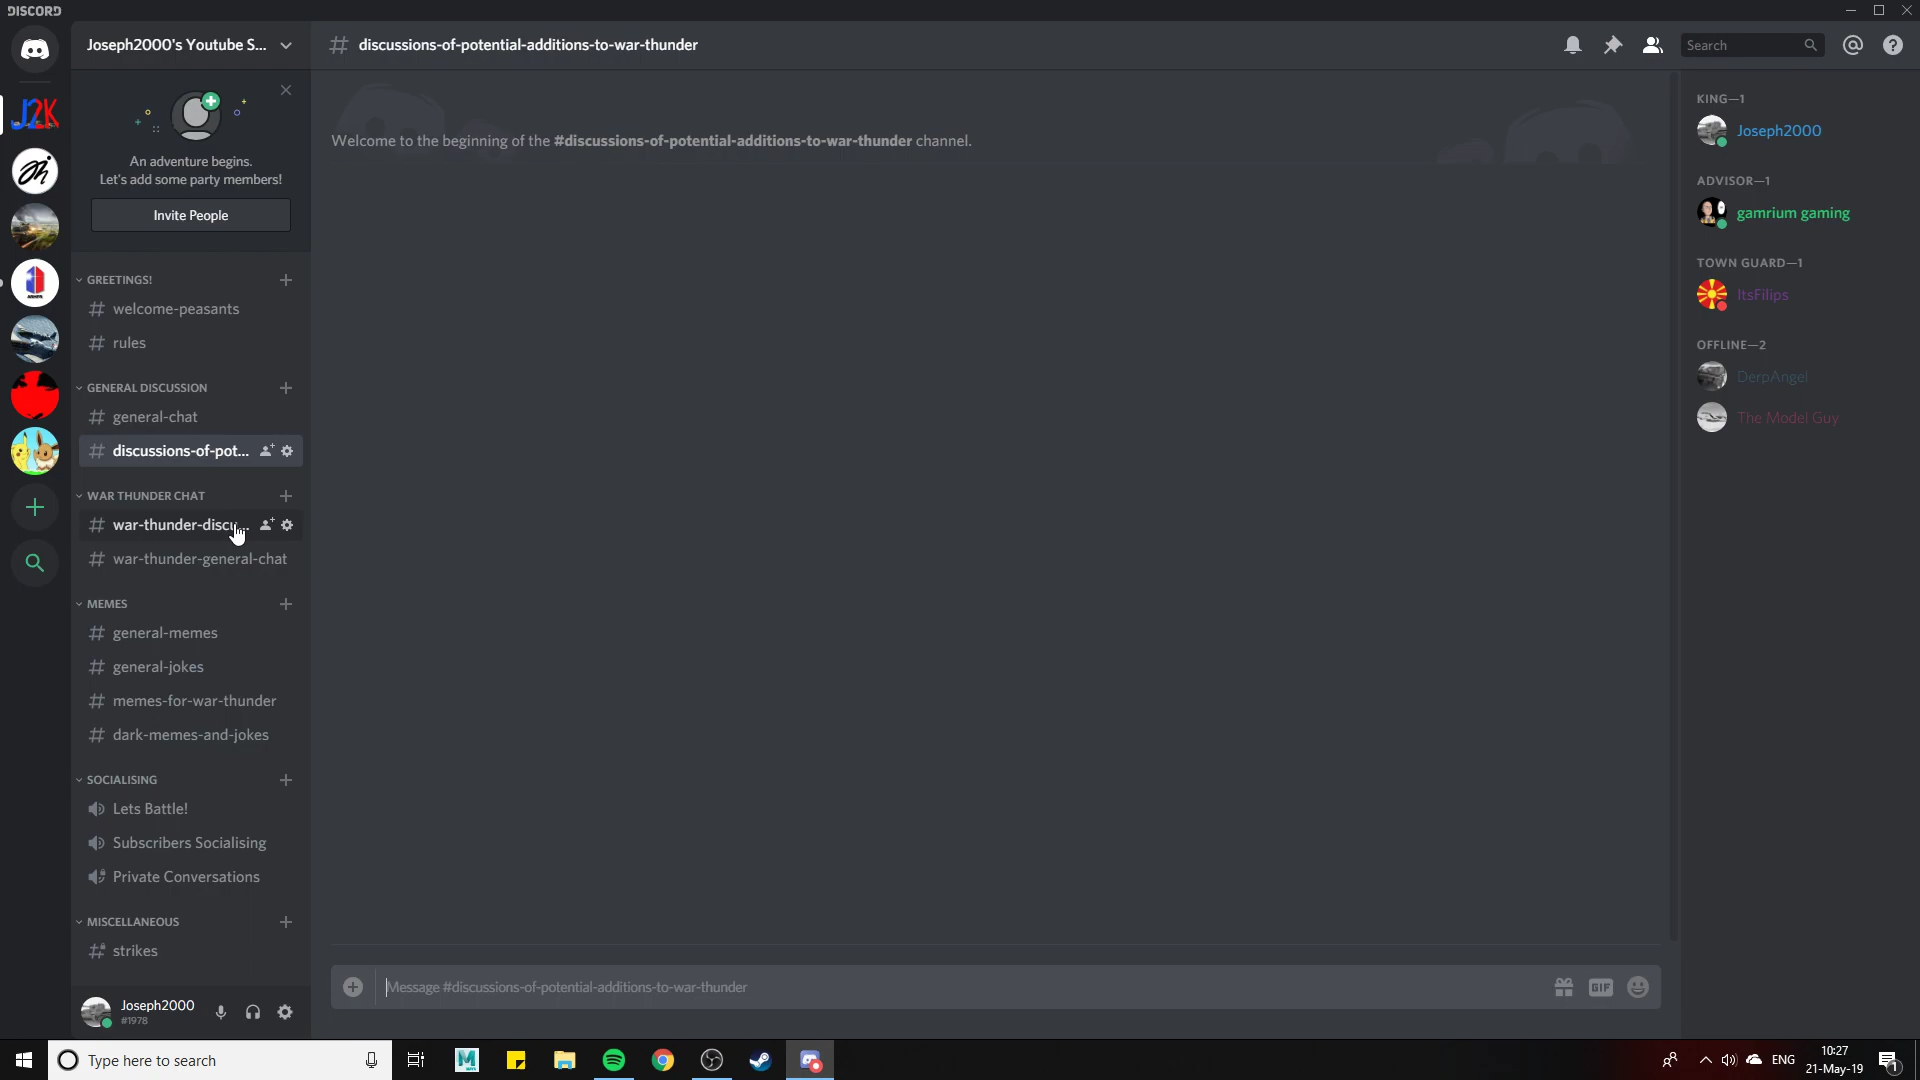 DISCORD
Joseph2000's Youtube S...
discussions-of-potential-additions-to-war-thunder
Search
J2K
An adventure begins.
Let's add some party members!
Invite People
GREETINGS!
welcome-peasants
rules
GENERAL DISCUSSION
general-chat
discussions-of-pot...
WAR THUNDER CHAT
war-thunder-discu...
war-thunder-general-chat
MEMES
general-memes
general-jokes
memes-for-war-thunder
dark-memes-and-jokes
SOCIALISING
Lets Battle!
Subscribers Socialising
Private Conversations
MISCELLANEOUS
strikes
Joseph2000
#1978
Welcome to the beginning of the #discussions-of-potential-additions-to-war-thunder channel.
Message #discussions-of-potential-additions-to-war-thunder
GIF
KING—1
Joseph2000
ADVISOR—1
gamrium gaming
TOWN GUARD—1
ItsFilips
OFFLINE—2
DerpAngel
The Model Guy
Type here to search
M
ENG
10:27
21-May-19
1